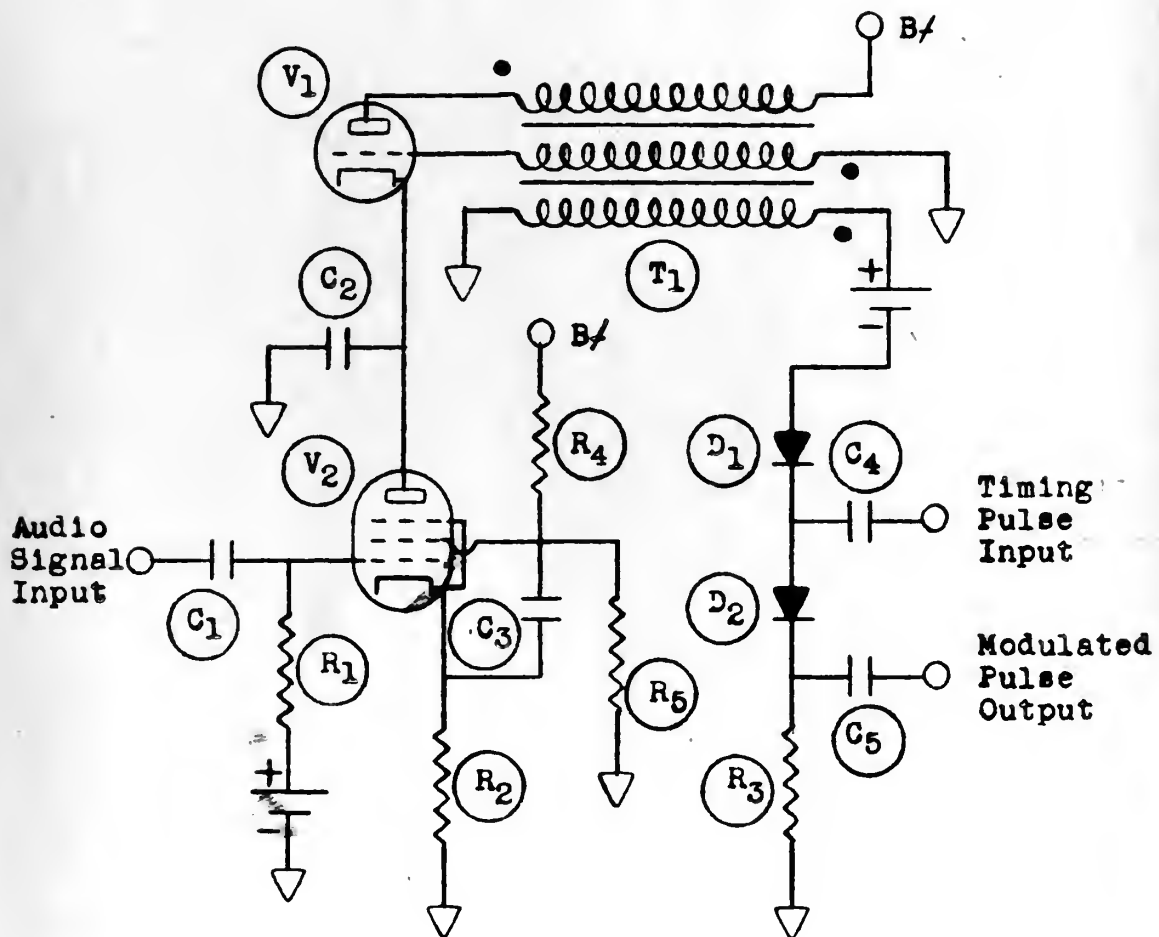 B+
V1
T1
C2
+
-
B+
R4
D1
C4
Timing
Pulse
Input
V2
Audio
Signal
Input
C1
C3
D2
R1
R5
Modulated
Pulse
Output
C5
+
-
R2
R3